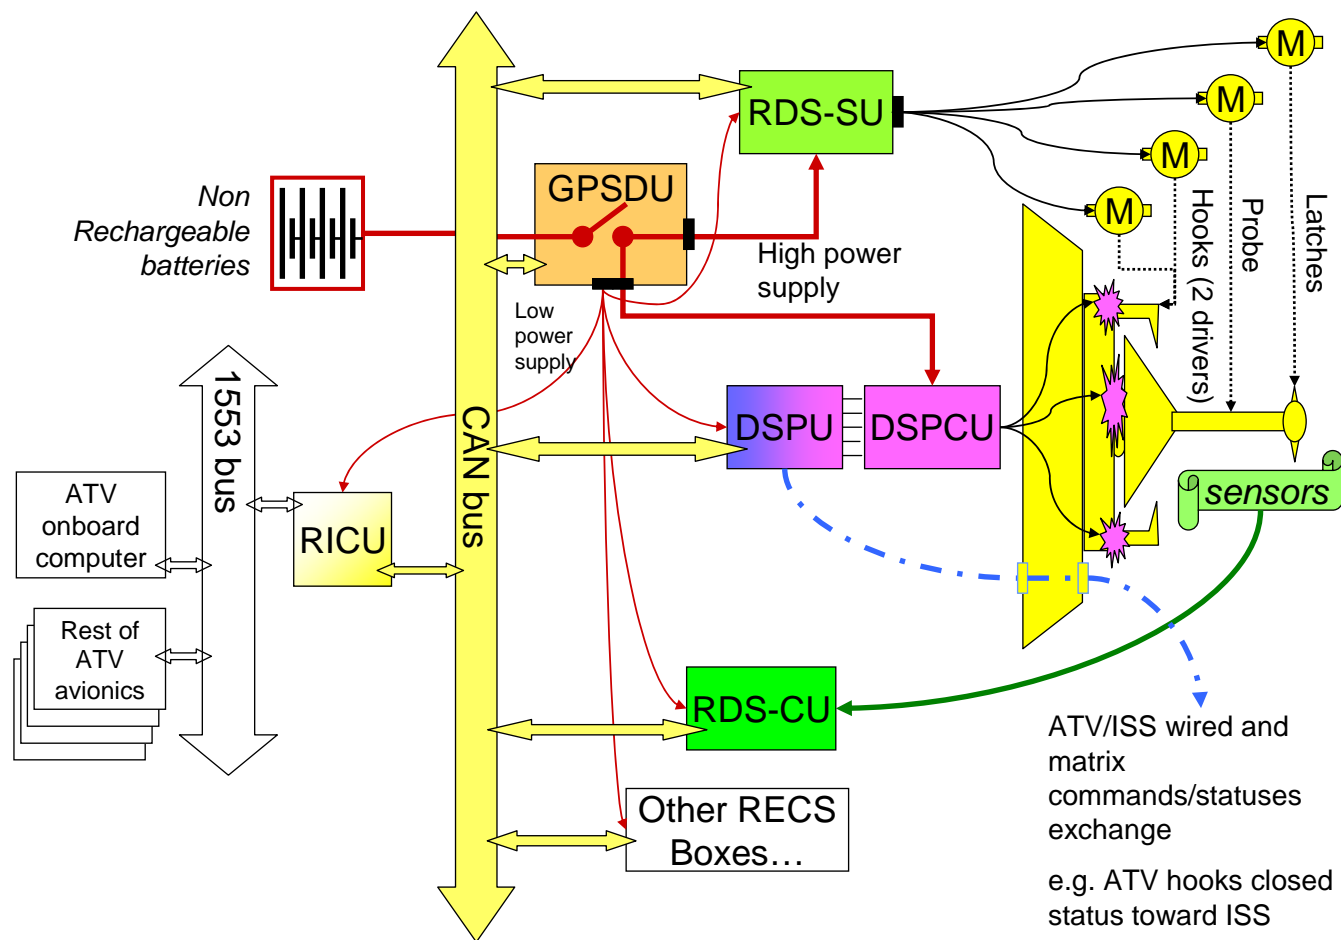 M
RDS-SU
M
M
M
GPSDU
Non
Rechargeable
batteries
High power
supply
Low
power
supply
Hooks (2 drivers)
Probe
Latches
1553 bus
CAN bus
DSPU
DSPCU
sensors
ATV
onboard
computer
RICU
Rest of
ATV
avionics
RDS-CU
ATV/ISS wired and
matrix
commands/statuses
exchange
Other RECS
Boxes…
e.g. ATV hooks closed
status toward ISS